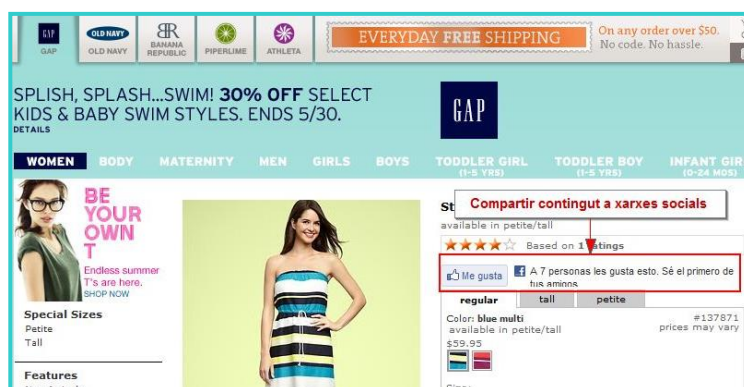 GAP
GAP
OLD NAVY
OLD NAVY
BR
BANANA
REPUBLIC
PIPERLIME
ATHLETA
EVERYDAY FREE SHIPPING
On any order over $50.
No code. No hassle.
SPLISH, SPLASH...SWIM! 30% OFF SELECT
KIDS & BABY SWIM STYLES. ENDS 5/30.
DETAILS
GAP
WOMEN BODY MATERNITY MEN GIRLS BOYS TODDLER GIRL TODDLER BOY INFANT GIR
(1-5 YRS) (1-5 YRS) (0-24 MOS)
BE
YOUR
OWN
T
Endless summer
T's are here.
SHOP NOW
Special Sizes
Petite
Tall
Features
St
Compartir contingut a xarxes socials
available in petite/tall
Based on 1 ratings
Me gusta
A 7 personas les gusta esto. Sé el primero de
tus amigos
regular tall petite
Color: blue multi #137871
available in petite/tall prices may vary
$59.95